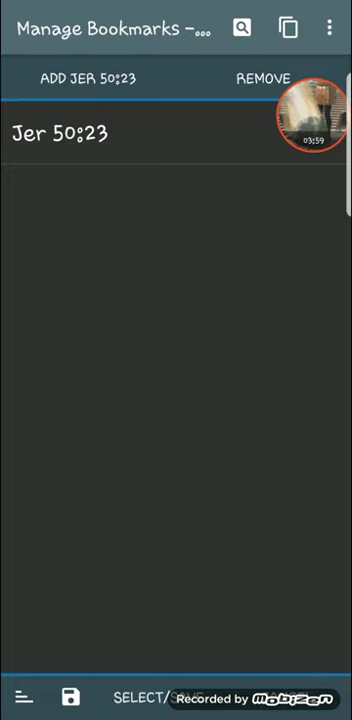 Manage Bookmarks -...
ADD JER 50:23 REMOVE
Jer 50:23
03:59
SELECT/
Recorded by mobizen